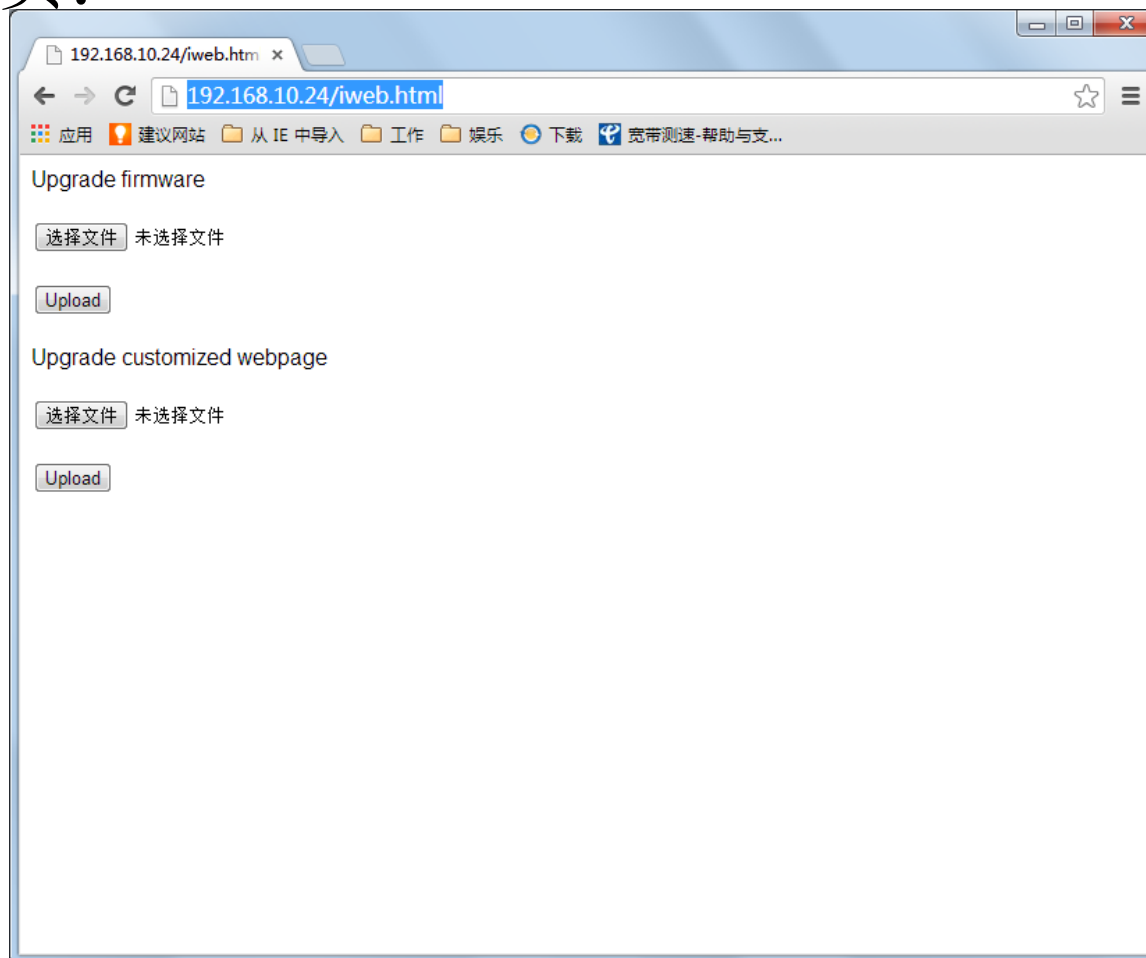 192.168.10.24/iweb.htm
192.168.10.24/iweb.html
应用 建议网站 从 IE 中导入 工作 娱乐 下载 宽带测速-帮助与支...
Upgrade firmware
选择文件 未选择文件
Upload
Upgrade customized webpage
选择文件 未选择文件
Upload